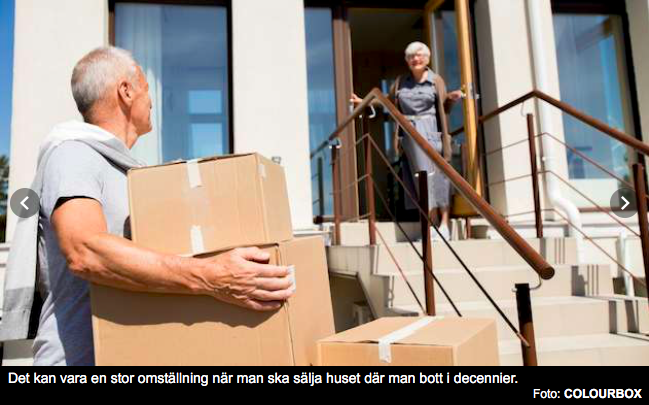 Det kan vara en stor omställning när man ska sälja huset där man bott i decennier.
Foto: COLOURBOX